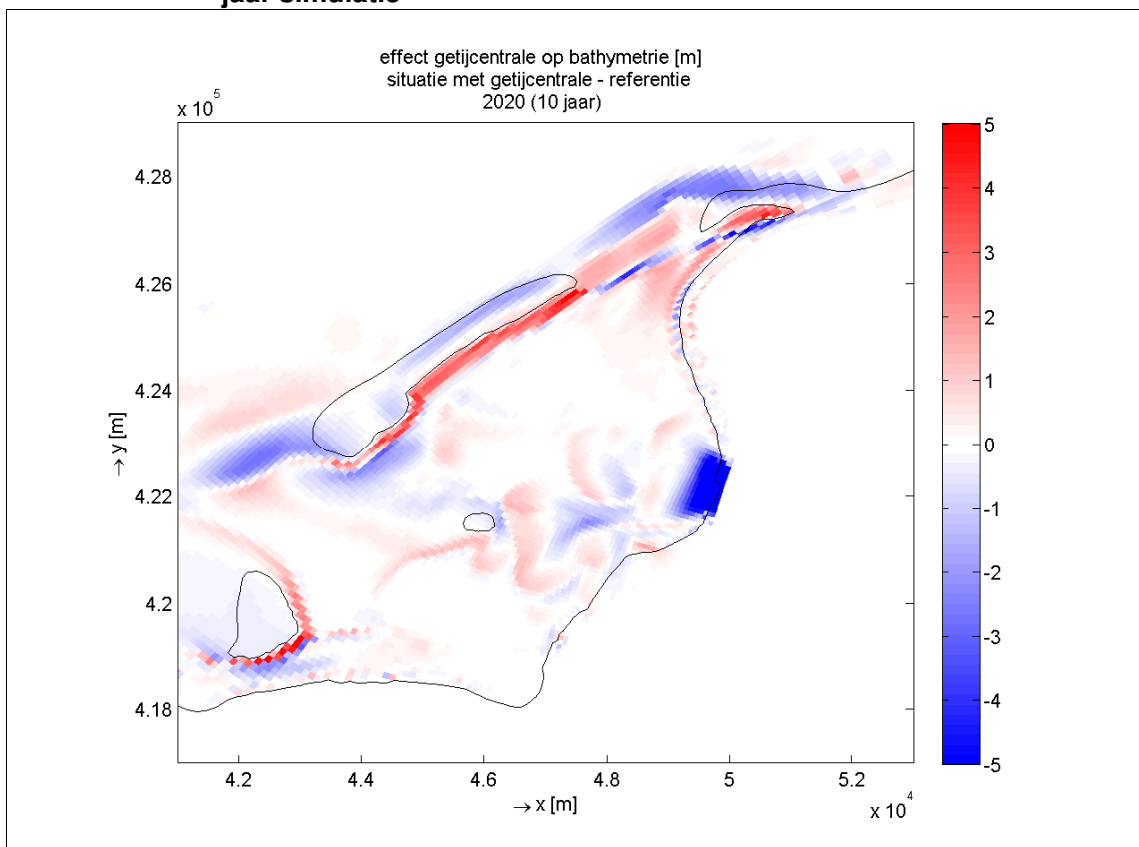 jaar simulatie
effect getijcentrale op bathymetrie [m]
situatie met getijcentrale - referentie
2020 (10 jaar)
x 10^5
4.28
4.26
4.24
4.22
4.2
4.18
→ y [m]
4.2
4.4
4.6
4.8
5
5.2
→ x [m]
x 10^4
5
4
3
2
1
0
-1
-2
-3
-4
-5